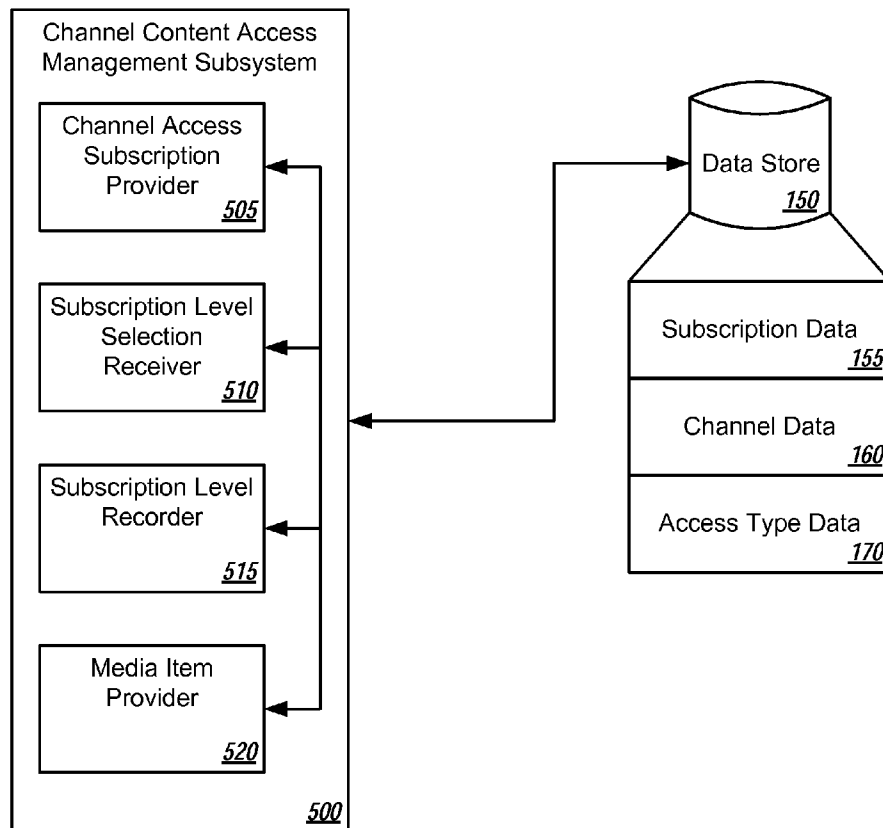 Channel Content Access
Management Subsystem
Channel Access
Subscription
Provider
505
Subscription Level
Selection
Receiver
510
Subscription Level
Recorder
515
Media Item
Provider
520
500
Data Store
150
Subscription Data
155
Channel Data
160
Access Type Data
170